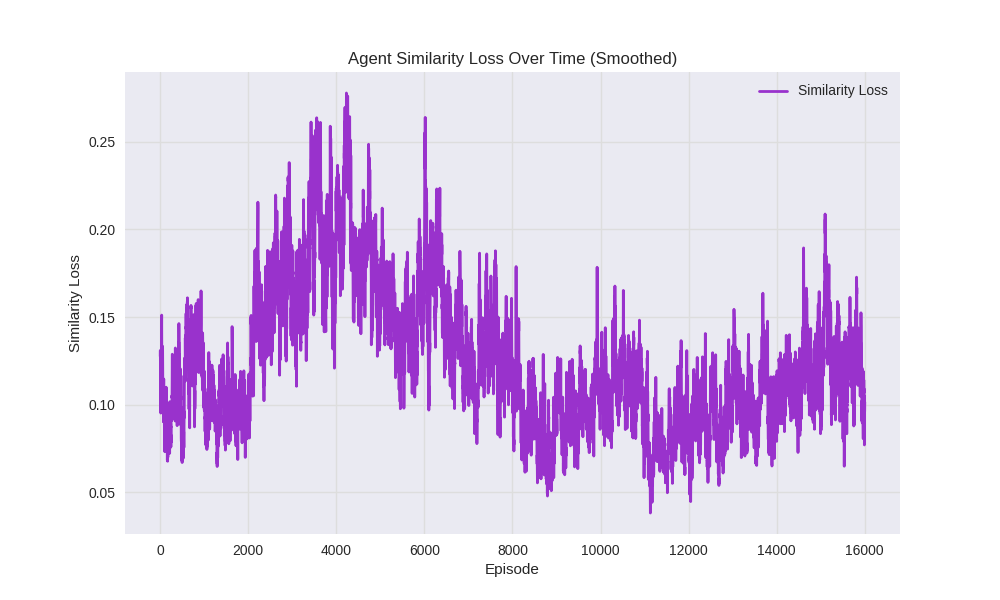 Agent Similarity Loss Over Time (Smoothed)
Similarity Loss
0.25
0.20
0.15
0.10
0.05
Similarity Loss
0 2000 4000 6000 8000 10000 12000 14000 16000
Episode